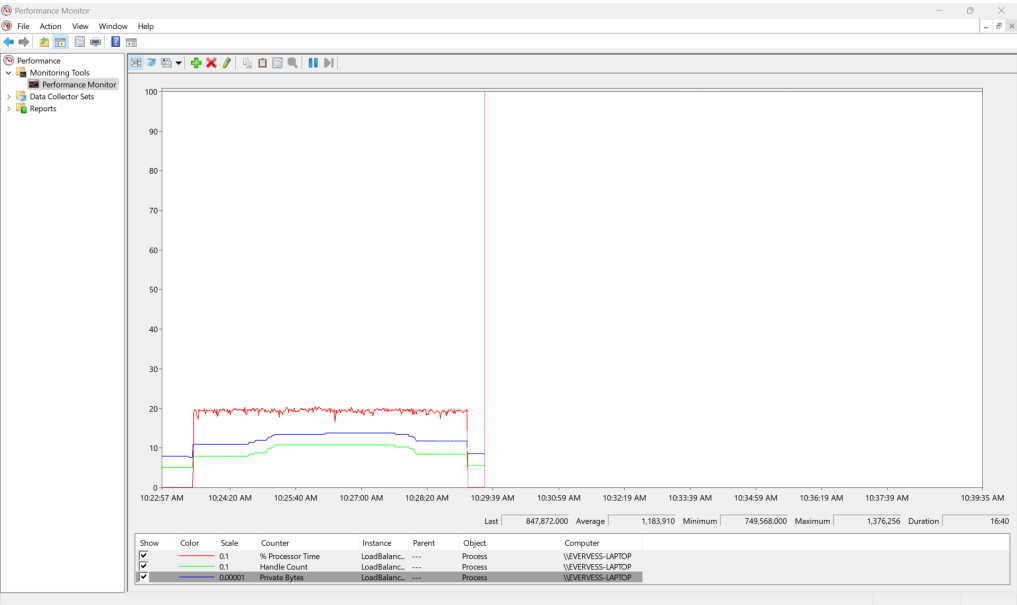 Performance Monitor
File Action View Window Help
Performance
Monitoring Tools
Performance Monitor
Data Collector Sets
Reports
100
90
80
70
60
50
40
30
20
10
0
10:22:57 AM 10:24:20 AM 10:25:40 AM 10:27:00 AM 10:28:20 AM 10:29:39 AM 10:30:59 AM 10:32:19 AM 10:33:39 AM 10:34:59 AM 10:36:19 AM 10:37:39 AM 10:39:35 AM
Last 847,872.000 Average 1,183,910 Minimum 749,568.000 Maximum 1,376,256 Duration 16:40
Show Color Scale Counter Instance Parent Object Computer
0.1 % Processor Time LoadBalanc... --- Process \\EVERVESS-LAPTOP
0.1 Handle Count LoadBalanc... --- Process \\EVERVESS-LAPTOP
0.00001 Private Bytes LoadBalanc... --- Process \\EVERVESS-LAPTOP